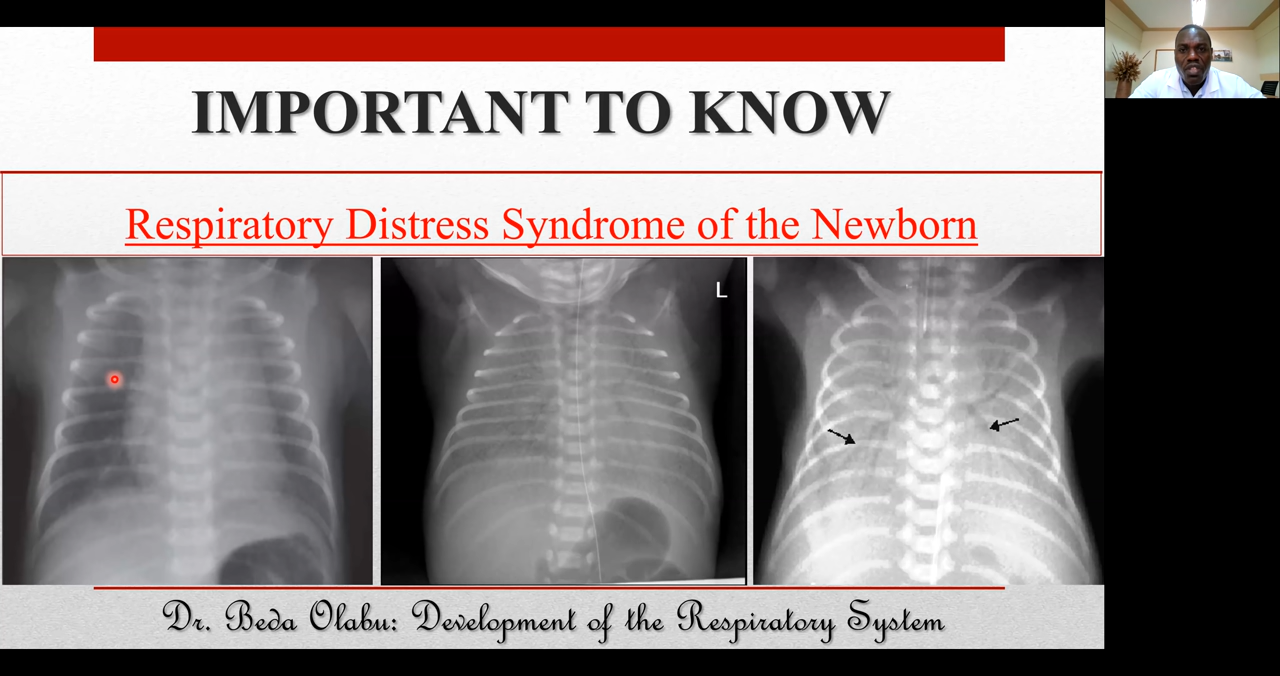 IMPORTANT TO KNOW
Respiratory Distress Syndrome of the Newborn
L
Dr. Beda Olabu: Development of the Respiratory System